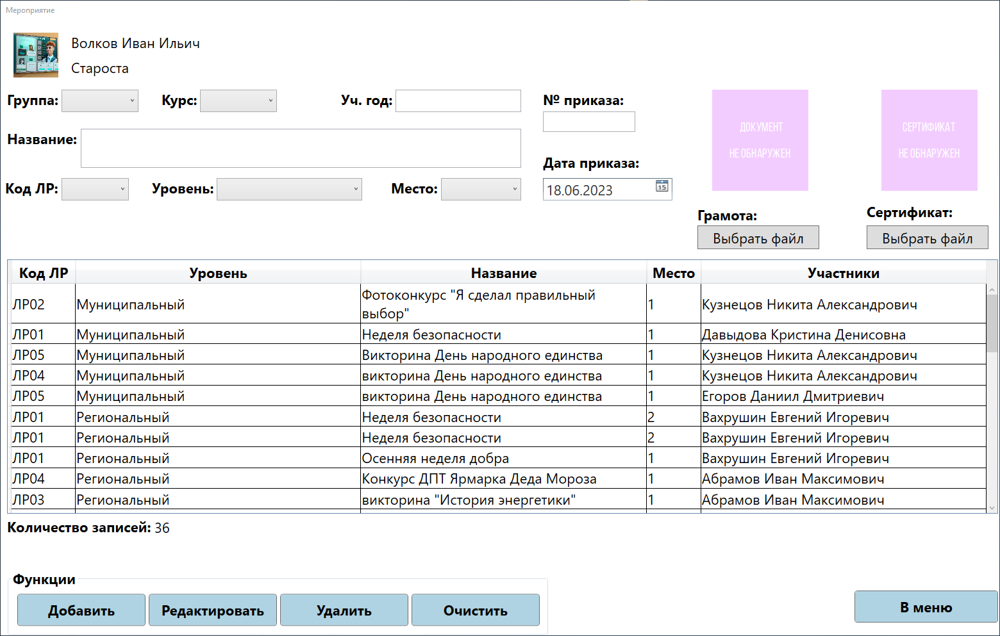 Мероприятие
Волков Иван Ильич
Староста
Группа: Курс: Уч. год: № приказа:
Название:
Дата приказа:
Код ЛР: Уровень: Место: 18.06.2023 15
ДОКУМЕНТ
НЕ ОБНАРУЖЕН
СЕРТИФИКАТ
НЕ ОБНАРУЖЕН
Грамота: Сертификат:
Выбрать файл Выбрать файл
Код ЛР Уровень Название Место Участники
ЛР02 Муниципальный Фотоконкурс "Я сделал правильный выбор" 1 Кузнецов Никита Александрович
ЛР01 Муниципальный Неделя безопасности 1 Давыдова Кристина Денисовна
ЛР05 Муниципальный Викторина День народного единства 1 Кузнецов Никита Александрович
ЛР04 Муниципальный викторина День народного единства 1 Кузнецов Никита Александрович
ЛР05 Муниципальный викторина День народного единства 1 Егоров Даниил Дмитриевич
ЛР01 Региональный Неделя безопасности 2 Вахрушин Евгений Игоревич
ЛР01 Региональный Неделя безопасности 2 Вахрушин Евгений Игоревич
ЛР01 Региональный Осенняя неделя добра 1 Вахрушин Евгений Игоревич
ЛР04 Региональный Конкурс ДПТ Ярмарка Деда Мороза 1 Абрамов Иван Максимович
ЛР03 Региональный викторина "История энергетики" 1 Абрамов Иван Максимович
Количество записей: 36
Функции
Добавить Редактировать Удалить Очистить В меню